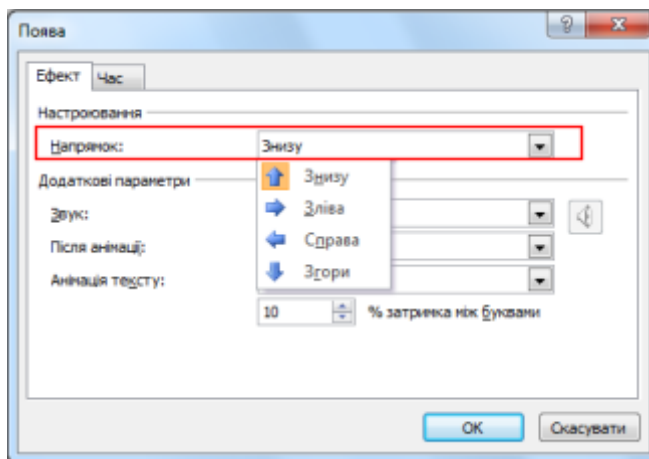 Поява
Ефект Час
Настроювання
Напрямок: Знизу
Знизу
Додаткові параметри
Зліва
Звук:
Справа
Після анімації:
Згори
Анімація тексту:
10 % затримка між буквами
ОК Скасувати